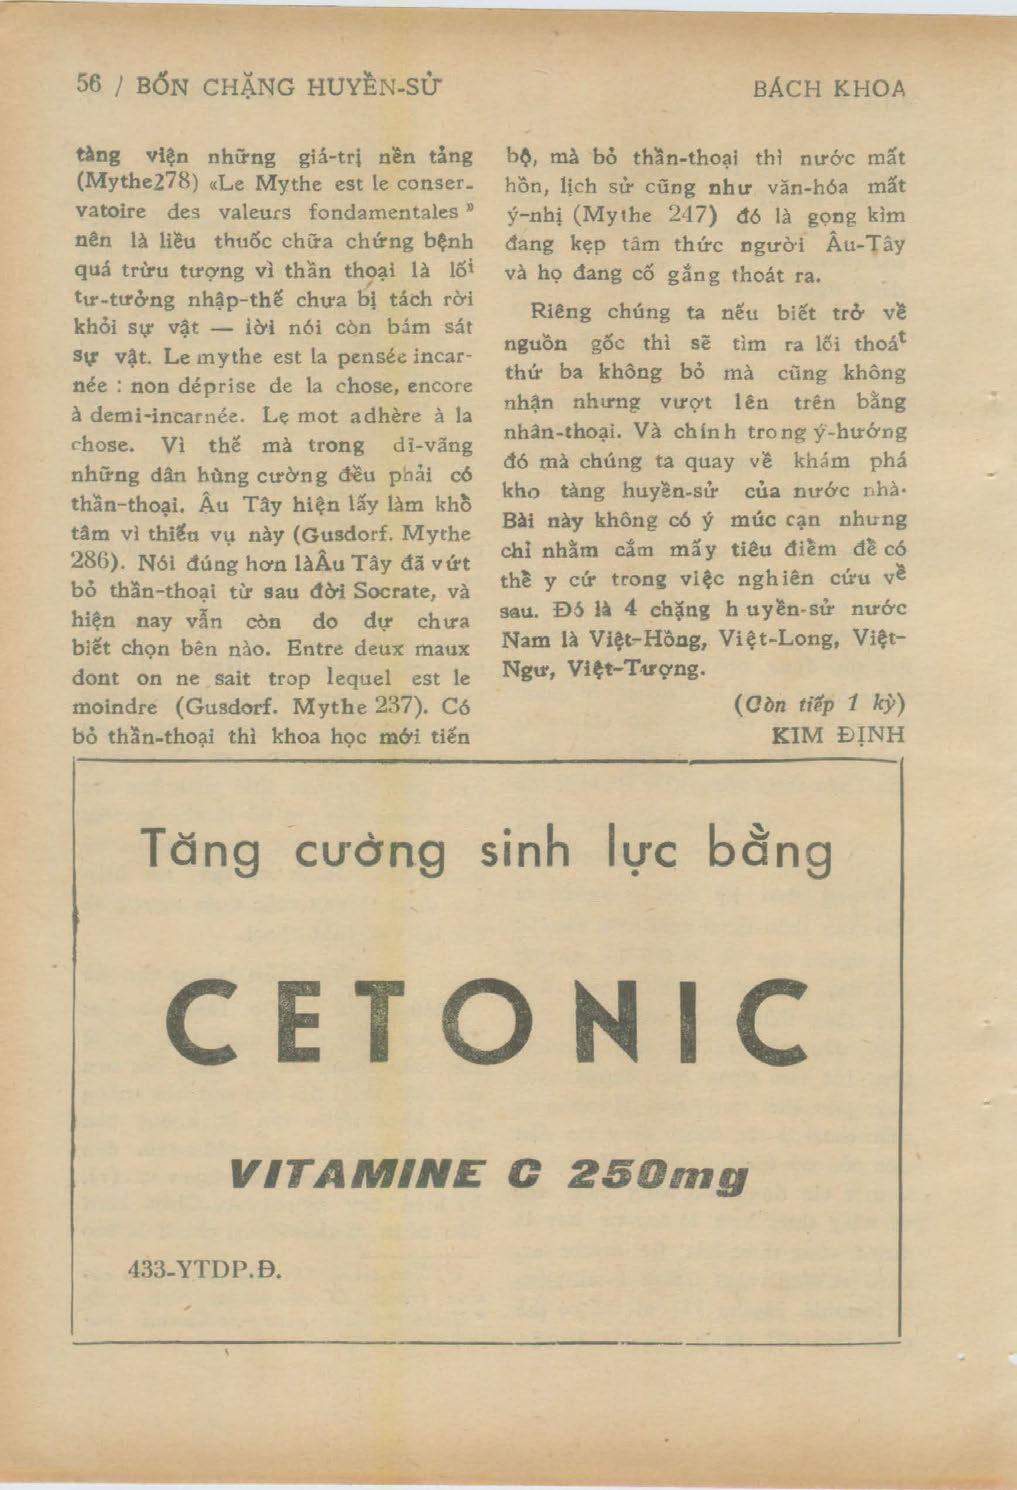 56 / BỐN CHẶNG HUYỀN-SỬ
BÁCH KHOA
tàng viện những giá-trị nền tảng
(Mythe278) «Le Mythe est le conser-
vatoire des valeurs fondamentales »
nên là liều thuốc chữa chứng bệnh
quá trừu tượng vì thần thoại là lối
tư-tưởng nhập-thế chưa bị tách rời
khỏi sự vật — iời nói còn bám sát
sự vật. Le mythe est la pensée incar-
née : non déprise de la chose, encore
à demi-incarnée. Lẹ mot adhère à la
chose. Vì thế mà trong dĩ-vãng
những dân hùng cường đều phải có
thần-thoại. Âu Tây hiện lấy làm khổ
tâm vì thiếu vụ này (Gusdorf. Mythe
286). Nói đúng hơn làÂu Tây đã vứt
bỏ thần-thoại từ sau đời Socrate, và
hiện nay vẫn còn do dự chưa
biết chọn bên nào. Entre deux maux
dont on ne sait trop lequel est le
moindre (Gusdorf. Mythe 237). Có
bỏ thần-thoại thì khoa học mới tiến
bộ, mà bỏ thần-thoại thì nước mất
hồn, lịch sử cũng như văn-hóa mất
ý-nhị (Mythe 247) đó là gọng kìm
đang kẹp tâm thức người Âu-Tây
và họ đang cố gắng thoát ra.
Riêng chúng ta nếu biết trở về
nguồn gốc thì sẽ tìm ra lối thoát
thứ ba không bỏ mà cũng không
nhận nhưng vượt lên trên bằng
nhân-thoại. Và chính trong ý-hướng
đó mà chúng ta quay về khám phá
kho tàng huyền-sử của nước nhà.
Bài này không có ý múc cạn nhưng
chỉ nhằm cắm mấy tiêu điểm để có
thể y cứ trong việc nghiên cứu về
sau. Đó là 4 chặng h uyền-sử nước
Nam là Việt-Hồng, Việt-Long, Việt-
Ngư, Việt-Tượng.
(Còn tiếp 1 kỳ)
KIM ĐỊNH
Tăng cường sinh lực bằng
CETONIC
VITAMINE C 250mg
433-YTDP.Đ.